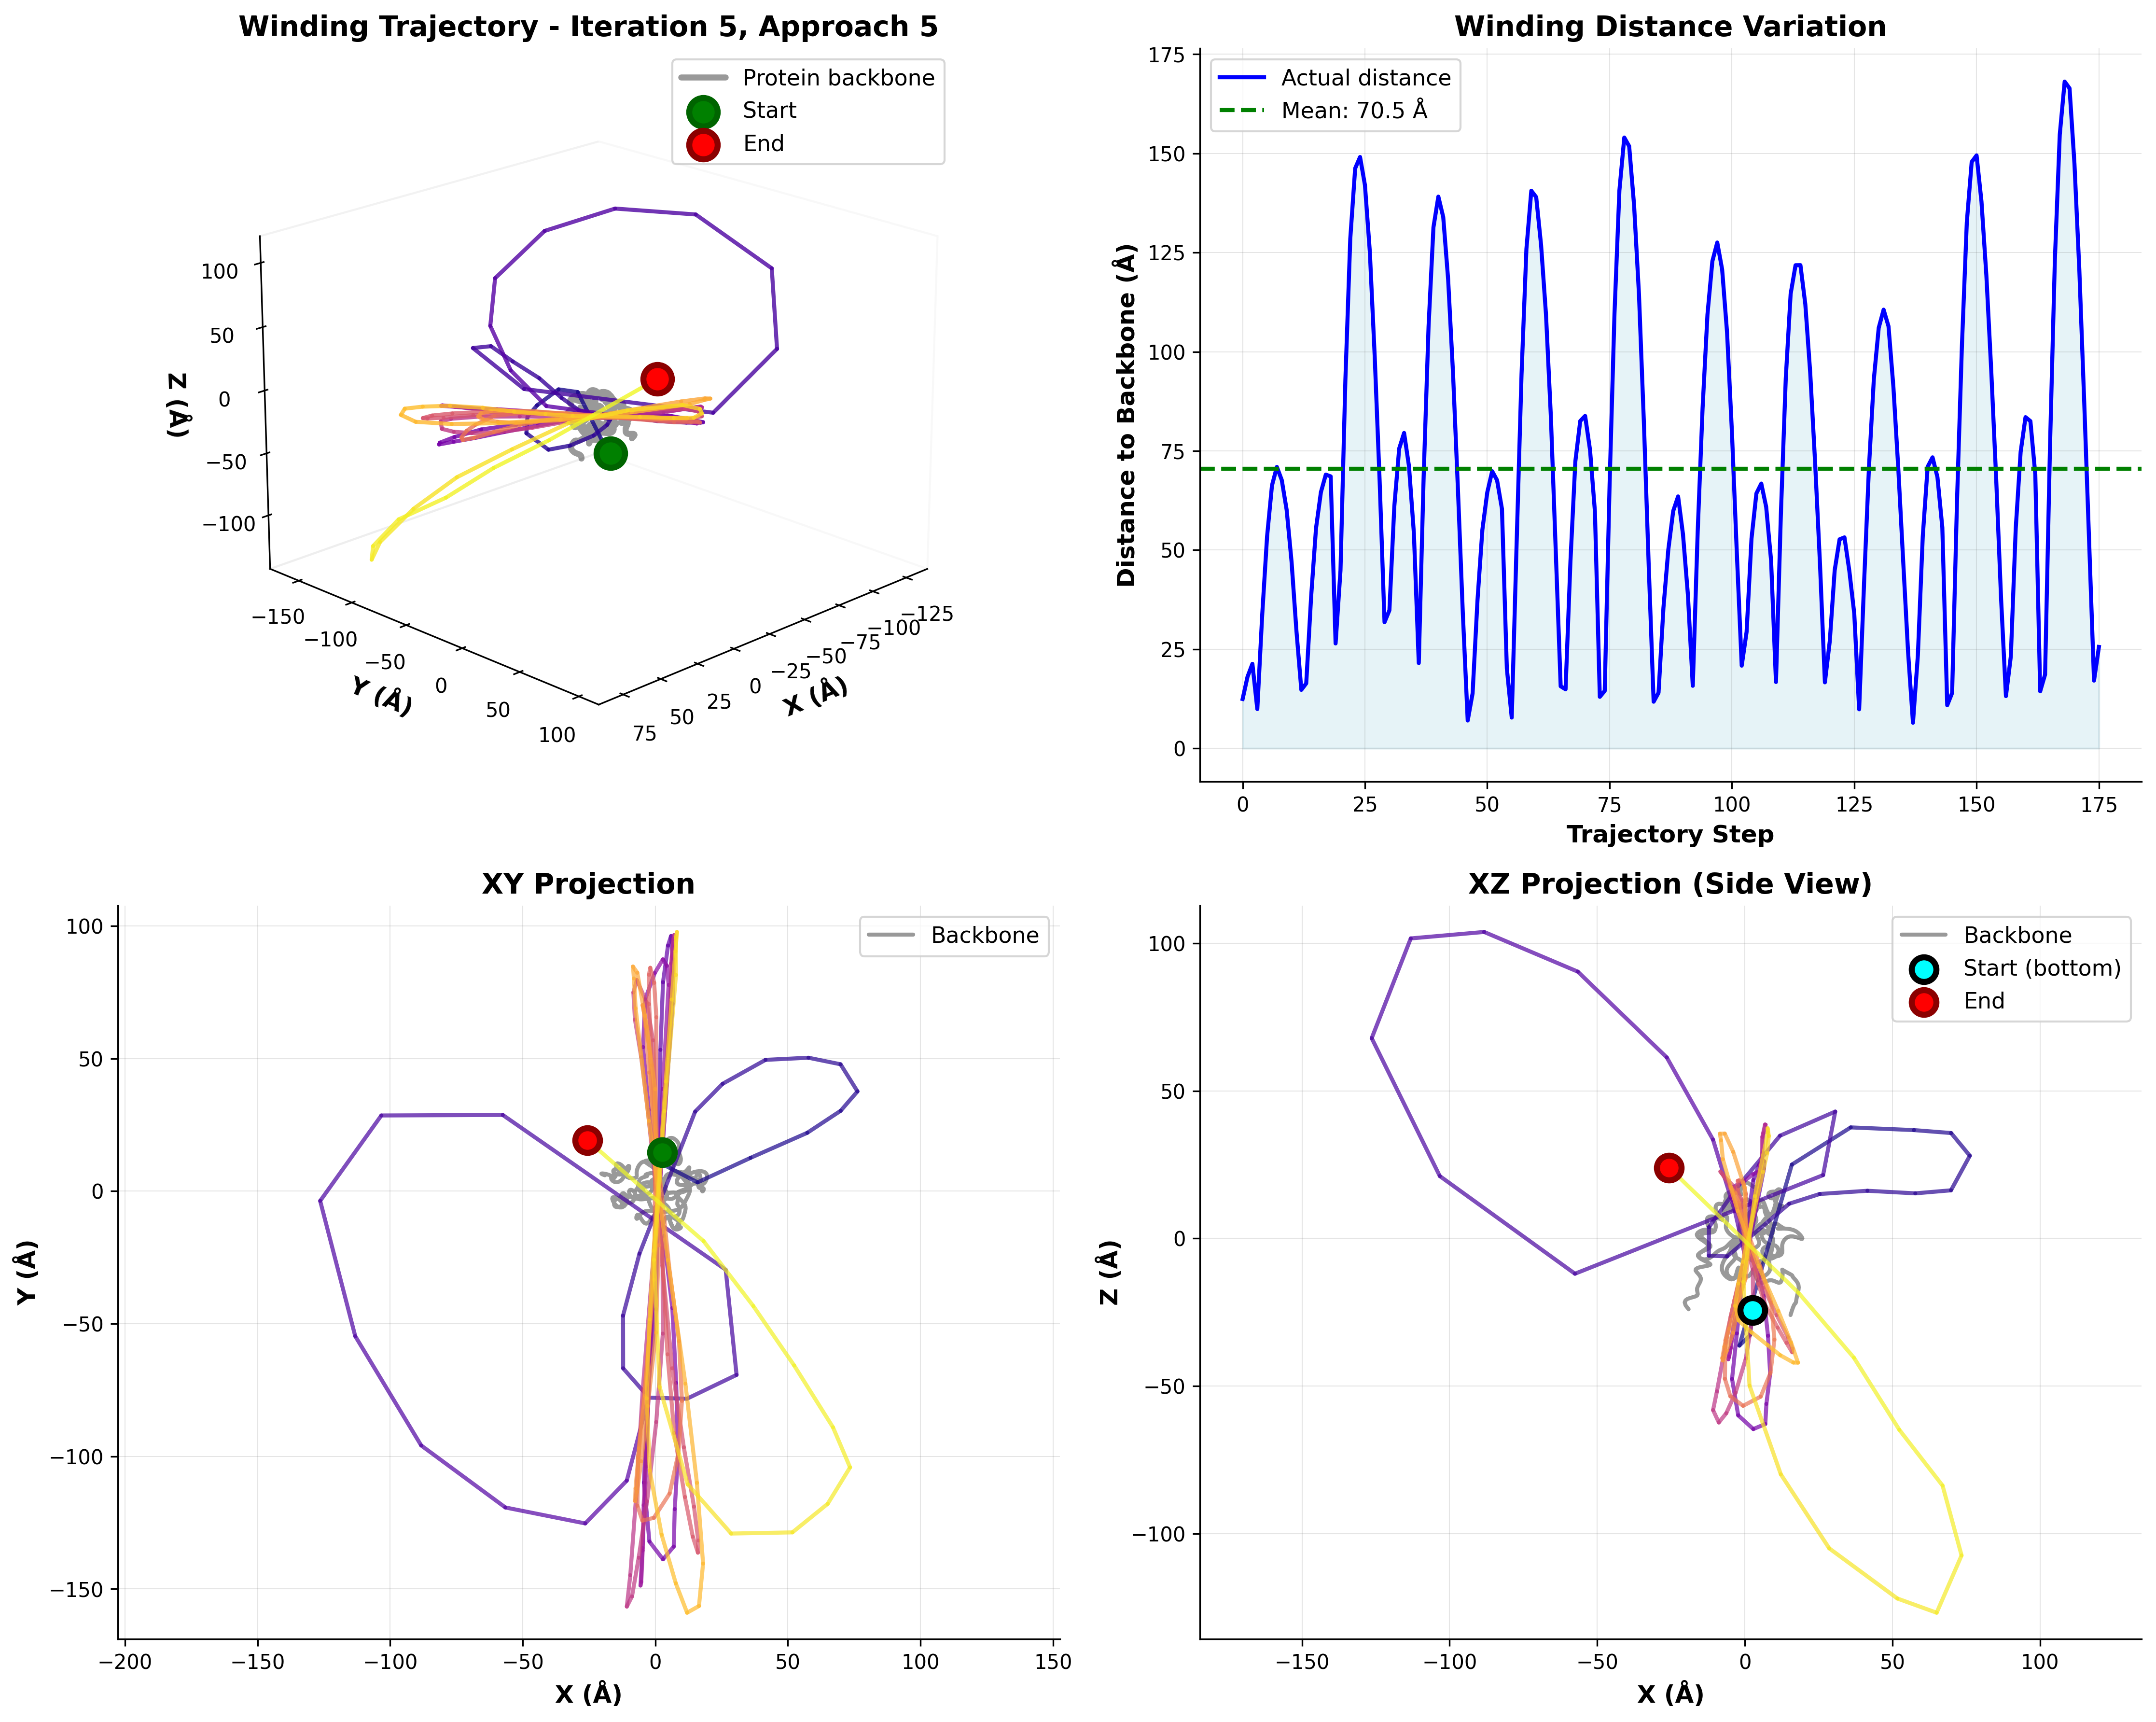 Winding Trajectory - Iteration 5, Approach 5
Protein backbone
Start
End
100
50
0
−50
−100
Z (Å)
−150
−100
−50
0
50
100
Y (Å)
75
50
25
0
−25
−50
−75
−100
−125
X (Å)
Winding Distance Variation
Actual distance
Mean: 70.5 Å
175
150
125
100
75
50
25
0
Distance to Backbone (Å)
0
25
50
75
100
125
150
175
Trajectory Step
XY Projection
Backbone
100
50
0
−50
−100
−150
Y (Å)
−200
−150
−100
−50
0
50
100
150
X (Å)
XZ Projection (Side View)
Backbone
Start (bottom)
End
100
50
0
−50
−100
Z (Å)
−150
−100
−50
0
50
100
X (Å)